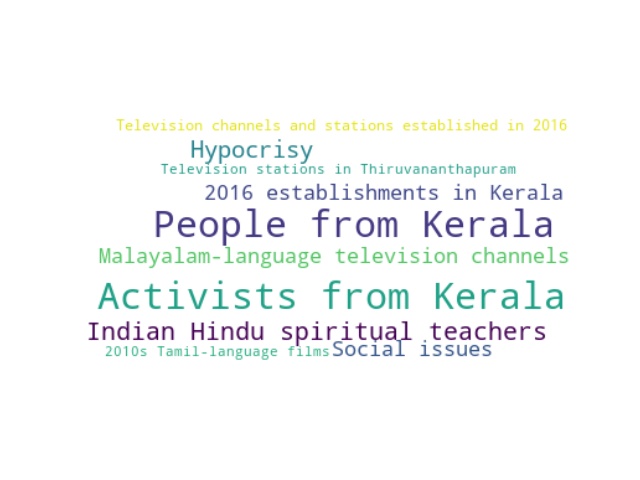 Television channels and stations established in 2016
Hypocrisy
Television stations in Thiruvananthapuram
2016 establishments in Kerala
People from Kerala
Malayalam-language television channels
Activists from Kerala
Indian Hindu spiritual teachers
2010s Tamil-language films
Social issues